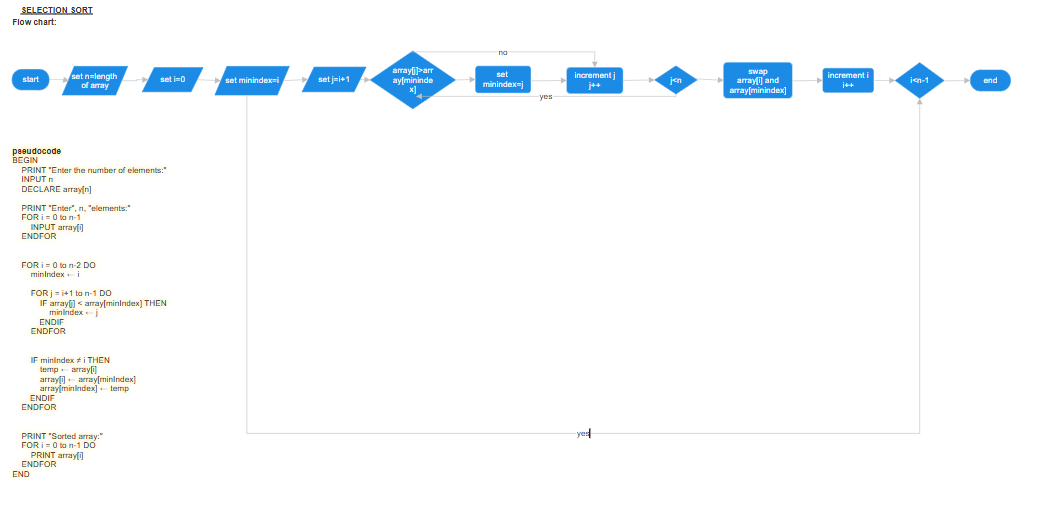 SELECTION SORT
Flow chart:
start
set n=length
of array
set i=0
set minindex=i
set j=i+1
array[j]>arr
ay[mininde
x]
no
yes
set
minindex=j
increment j
j++
j<n
swap
array[i] and
array[minindex]
increment i
i++
i<n-1
end
yes
pseudocode
BEGIN
PRINT "Enter the number of elements:"
INPUT n
DECLARE array[n]
PRINT "Enter", n, "elements:"
FOR i = 0 to n-1
INPUT array[i]
ENDFOR
FOR i = 0 to n-2 DO
minIndex ← i
FOR j = i+1 to n-1 DO
IF array[j] < array[minIndex] THEN
minIndex ← j
ENDIF
ENDFOR
IF minIndex ≠ i THEN
temp ← array[i]
array[i] ← array[minIndex]
array[minIndex] ← temp
ENDIF
ENDFOR
PRINT "Sorted array:"
FOR i = 0 to n-1 DO
PRINT array[i]
ENDFOR
END